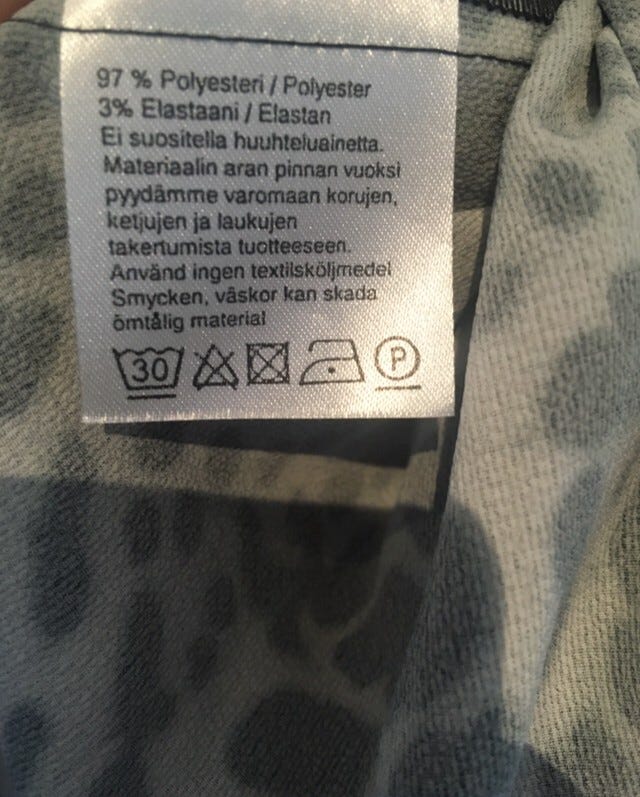 97 % Polyesteri / Polyester
3% Elastaani / Elastan
Ei suositella huuhteluainetta.
Materiaalin aran pinnan vuoksi
pyydämme varomaan korujen,
ketjujen ja laukujen
takertumista tuotteeseen.
Använd ingen textilsköljmedel
Smycken, väskor kan skada
ömtålig material
30 P